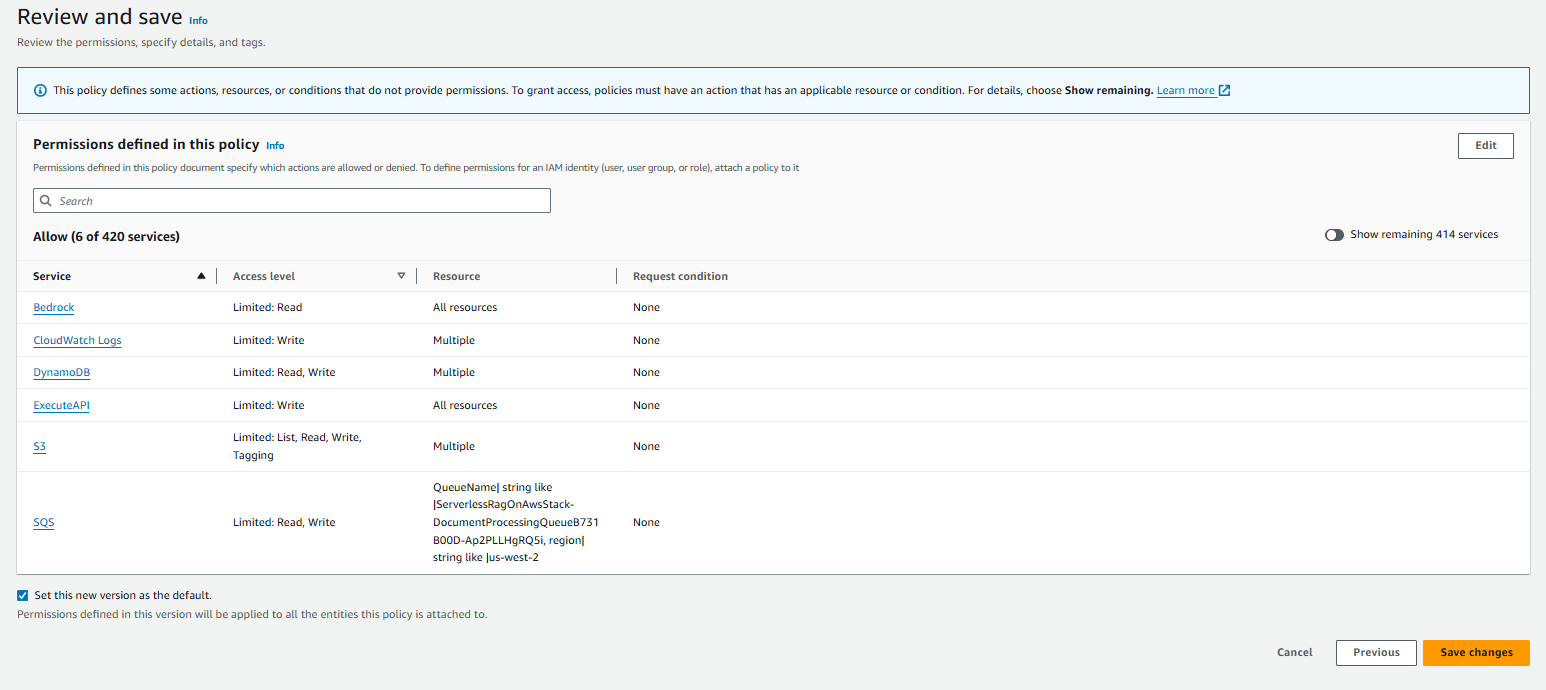 Review and save Info
Review the permissions, specify details, and tags.
This policy defines some actions, resources, or conditions that do not provide permissions. To grant access, policies must have an action that has an applicable resource or condition. For details, choose Show remaining. Learn more
Permissions defined in this policy Info
Edit
Permissions defined in this policy document specify which actions are allowed or denied. To define permissions for an IAM identity (user, user group, or role), attach a policy to it
Search
Allow (6 of 420 services)
Show remaining 414 services
Service Access level Resource Request condition
Bedrock Limited: Read All resources None
CloudWatch Logs Limited: Write Multiple None
DynamoDB Limited: Read, Write Multiple None
ExecuteAPI Limited: Write All resources None
S3 Limited: List, Read, Write, Multiple None
Tagging
QueueName| string like
|ServerlessRagOnAwsStack-
SQS Limited: Read, Write DocumentProcessingQueueB731 None
B00D-Ap2PLLHgRQ5i, region|
string like |us-west-2
Set this new version as the default.
Permissions defined in this version will be applied to all the entities this policy is attached to.
Cancel Previous Save changes